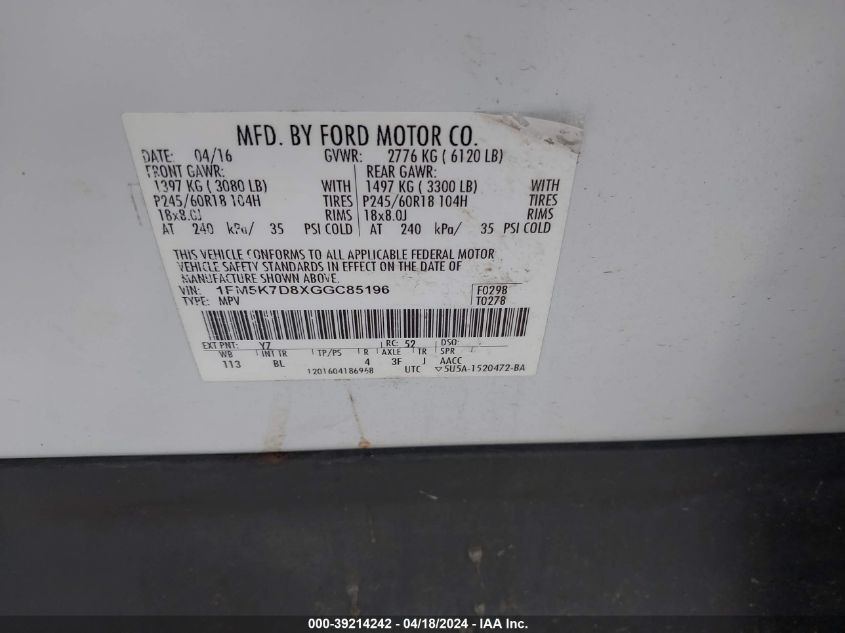 MFD. BY FORD MOTOR CO.
DATE: 04/16 GVWR: 2776 KG ( 6120 LB)
FRONT GAWR: REAR GAWR:
1397 KG ( 3080 LB) WITH 1497 KG ( 3300 LB) WITH
P245/60R18 104H TIRES P245/60R18 104H TIRES
18x8.0J RIMS 18x8.0J RIMS
AT 240 kPa/ 35 PSI COLD AT 240 kPa/ 35 PSI COLD
THIS VEHICLE CONFORMS TO ALL APPLICABLE FEDERAL MOTOR
VEHICLE SAFETY STANDARDS IN EFFECT ON THE DATE OF
MANUFACTURE SHOWN ABOVE.
VIN: 1FM5K7D8XGGC85196 F0298
TYPE: MPV T0278
EXT PNT: YZ RC: 52 DSO:
WB INT TR TP/PS R AXLE TR SPR
113 BL 4 3F J AACC
1201604186968 UTC ▽5U5A-1520472-BA
000-39214242 - 04/18/2024 - IAA Inc.